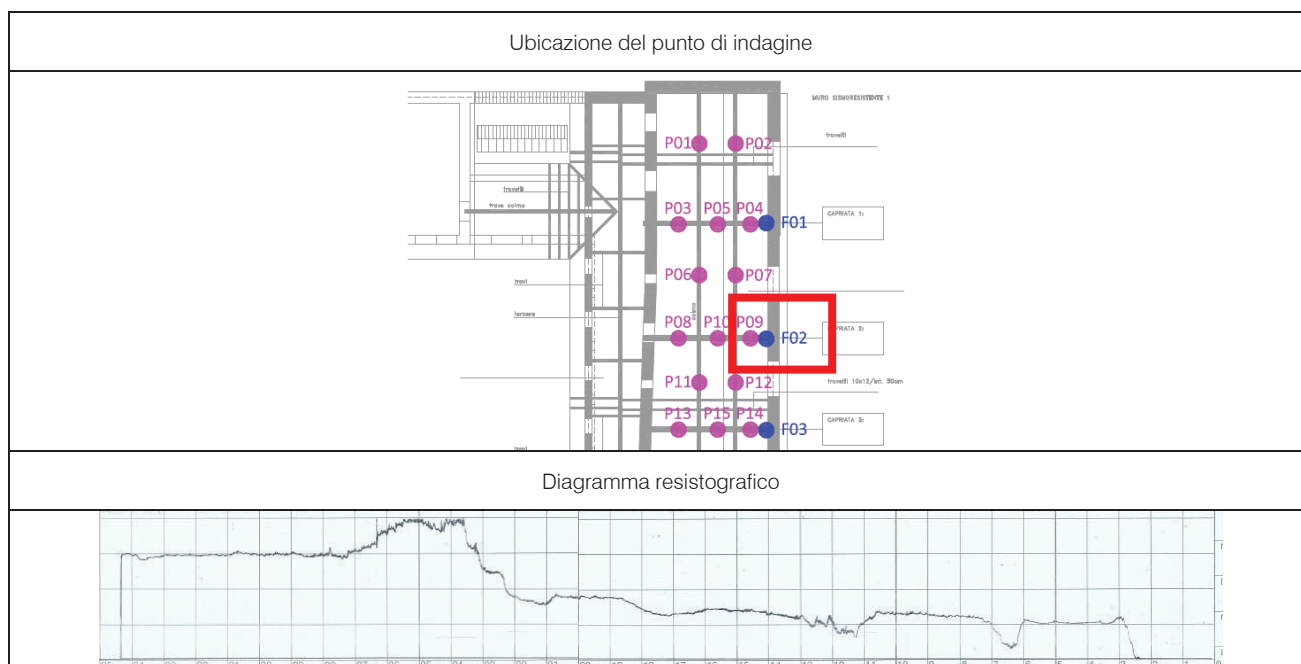 Ubicazione del punto di indagine
MURO SISMORESISTENTE 1
travetti
P01 P02
travetti
trave colmo
P03 P05 P04 F01
CAPRIATA 1:
P06 P07
travi
terzere
colmo
P08 P10 P09 F02
CAPRIATA 2:
P11 P12
travetti 10x12/int. 50cm
P13 P15 P14 F03
CAPRIATA 3:
Diagramma resistografico